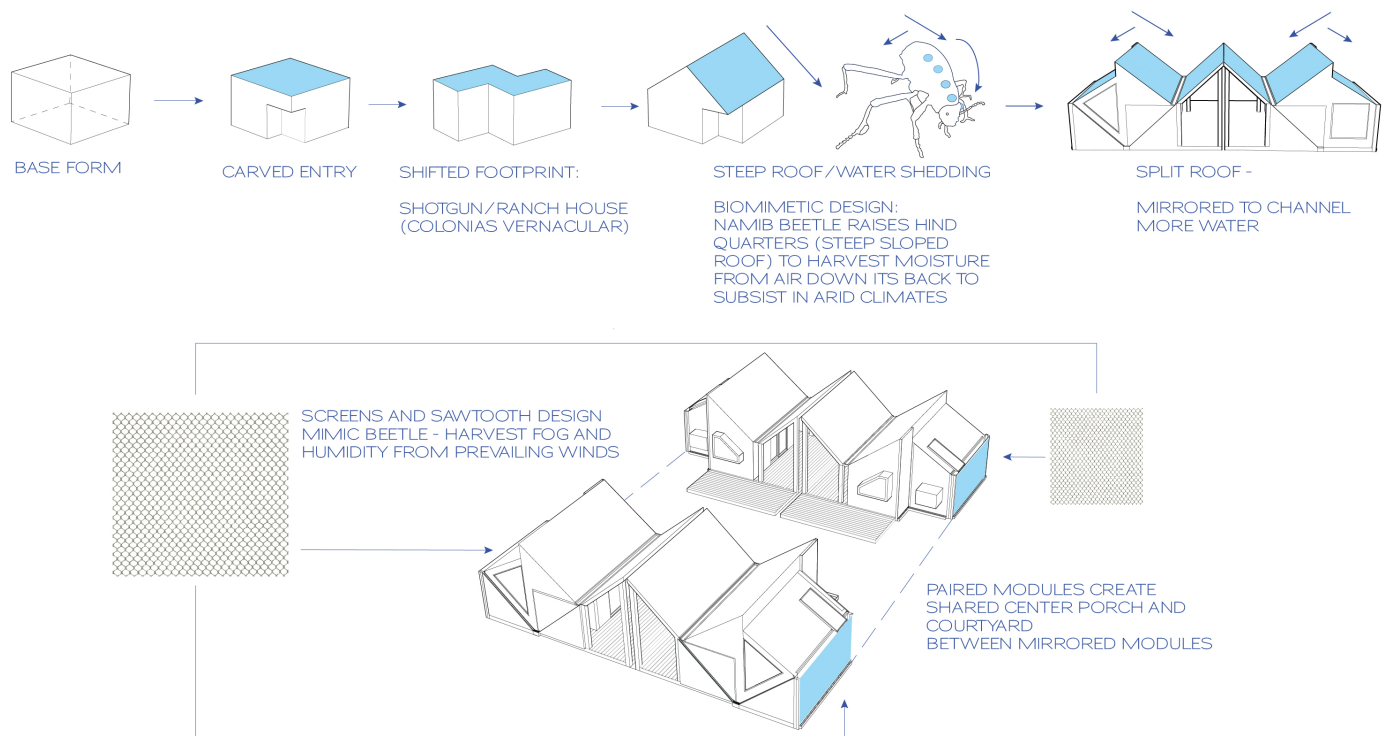 BASE FORM
CARVED ENTRY
SHIFTED FOOTPRINT:
SHOTGUN/RANCH HOUSE
(COLONIAS VERNACULAR)
STEEP ROOF/WATER SHEDDING
BIOMIMETIC DESIGN:
NAMIB BEETLE RAISES HIND
QUARTERS (STEEP SLOPED
ROOF) TO HARVEST MOISTURE
FROM AIR DOWN ITS BACK TO
SUBSIST IN ARID CLIMATES
SPLIT ROOF -
MIRRORED TO CHANNEL
MORE WATER
SCREENS AND SAWTOOTH DESIGN
MIMIC BEETLE - HARVEST FOG AND
HUMIDITY FROM PREVAILING WINDS
PAIRED MODULES CREATE
SHARED CENTER PORCH AND
COURTYARD
BETWEEN MIRRORED MODULES